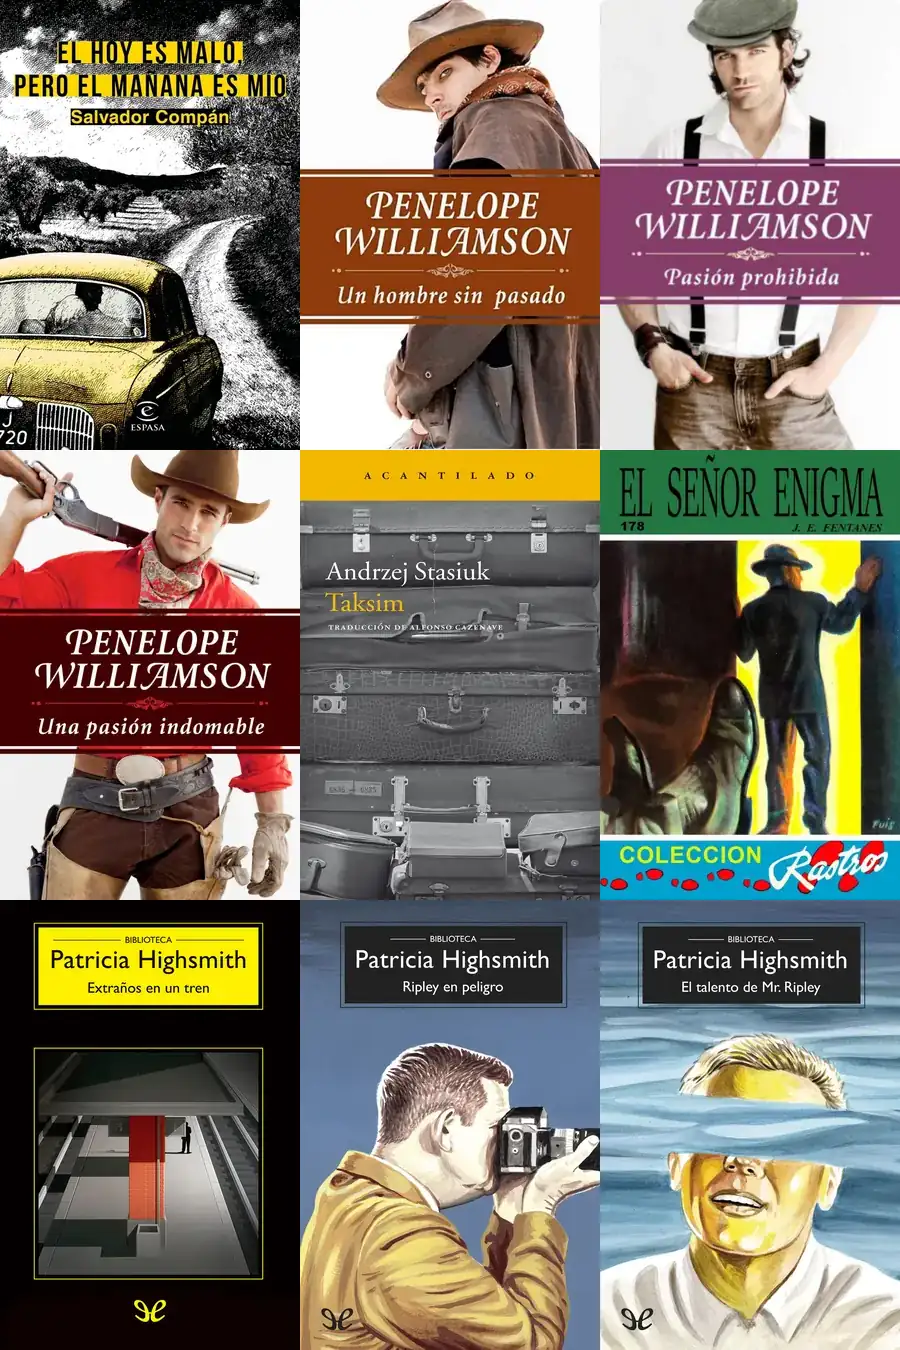 EL HOY ES MALO,
PERO EL MAÑANA ES MÍO
Salvador Compán
J
720
e
ESPASA
PENELOPE
WILLIAMSON
Un hombre sin pasado
PENELOPE
WILLIAMSON
Pasión prohibida
PENELOPE
WILLIAMSON
Una pasión indomable
ACANTILADO
Andrzej Stasiuk
Taksim
TRADUCCIÓN DE ALFONSO CAZENAVE
EL SEÑOR ENIGMA
178
J. E. FENTANES
COLECCION
Rastros
BIBLIOTECA
Patricia Highsmith
Extraños en un tren
BIBLIOTECA
Patricia Highsmith
Ripley en peligro
BIBLIOTECA
Patricia Highsmith
El talento de Mr. Ripley